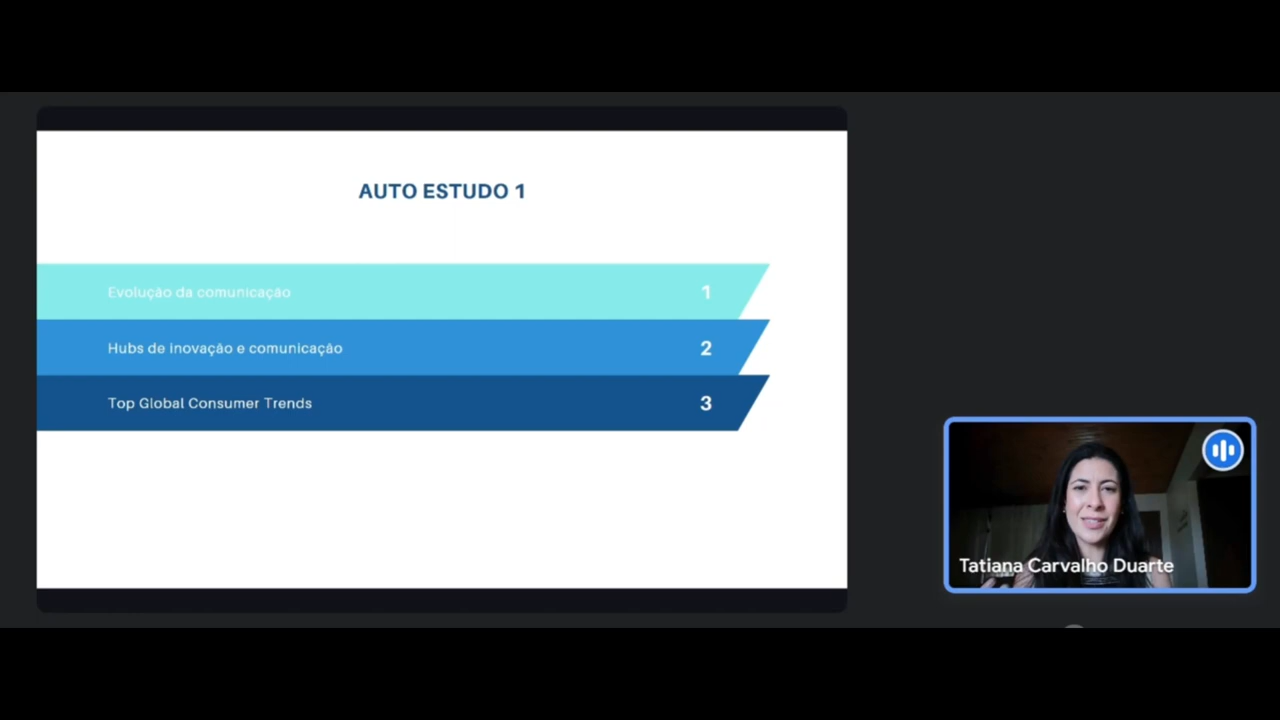 AUTO ESTUDO 1
Evolução da comunicação 1
Hubs de inovação e comunicação 2
Top Global Consumer Trends 3
Tatiana Carvalho Duarte